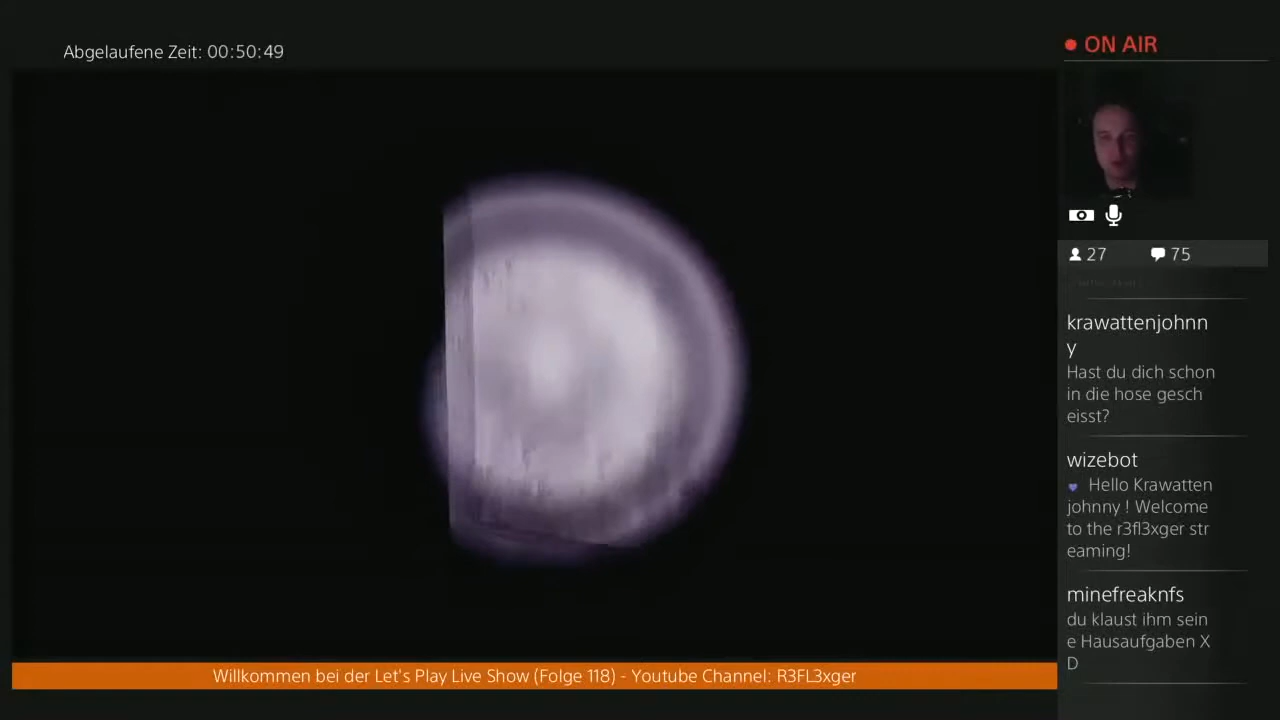 Abgelaufene Zeit: 00:50:49
ON AIR
27 75
krawattenjohnn
y
Hast du dich schon
in die hose gesch
eisst?
wizebot
Hello Krawatten
johnny ! Welcome
to the r3fl3xger str
eaming!
minefreaknfs
du klaust ihm sein
e Hausaufgaben X
D
Willkommen bei der Let's Play Live Show (Folge 118) - Youtube Channel: R3FL3xger